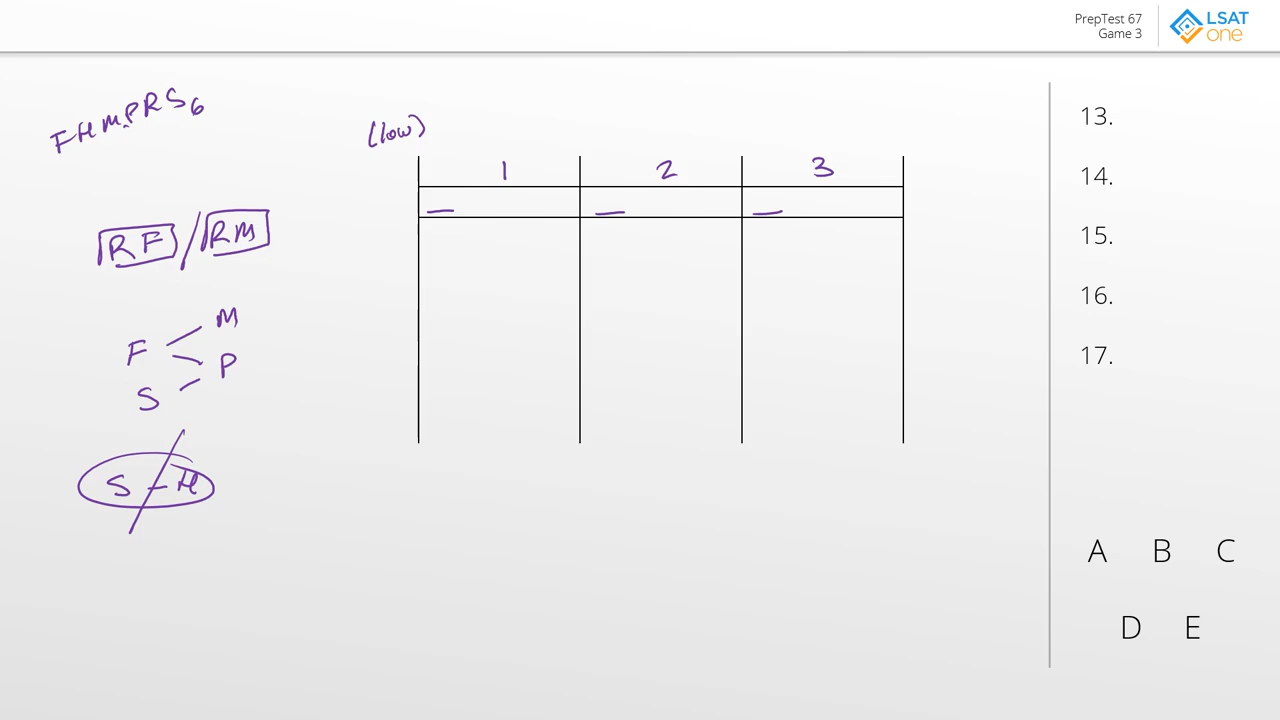 PrepTest 67
Game 3
LSAT
one
FHMPRS6
(low)
1 2 3
RF / RM
F M
P
S
S - H
13.
14.
15.
16.
17.
A B C
D E